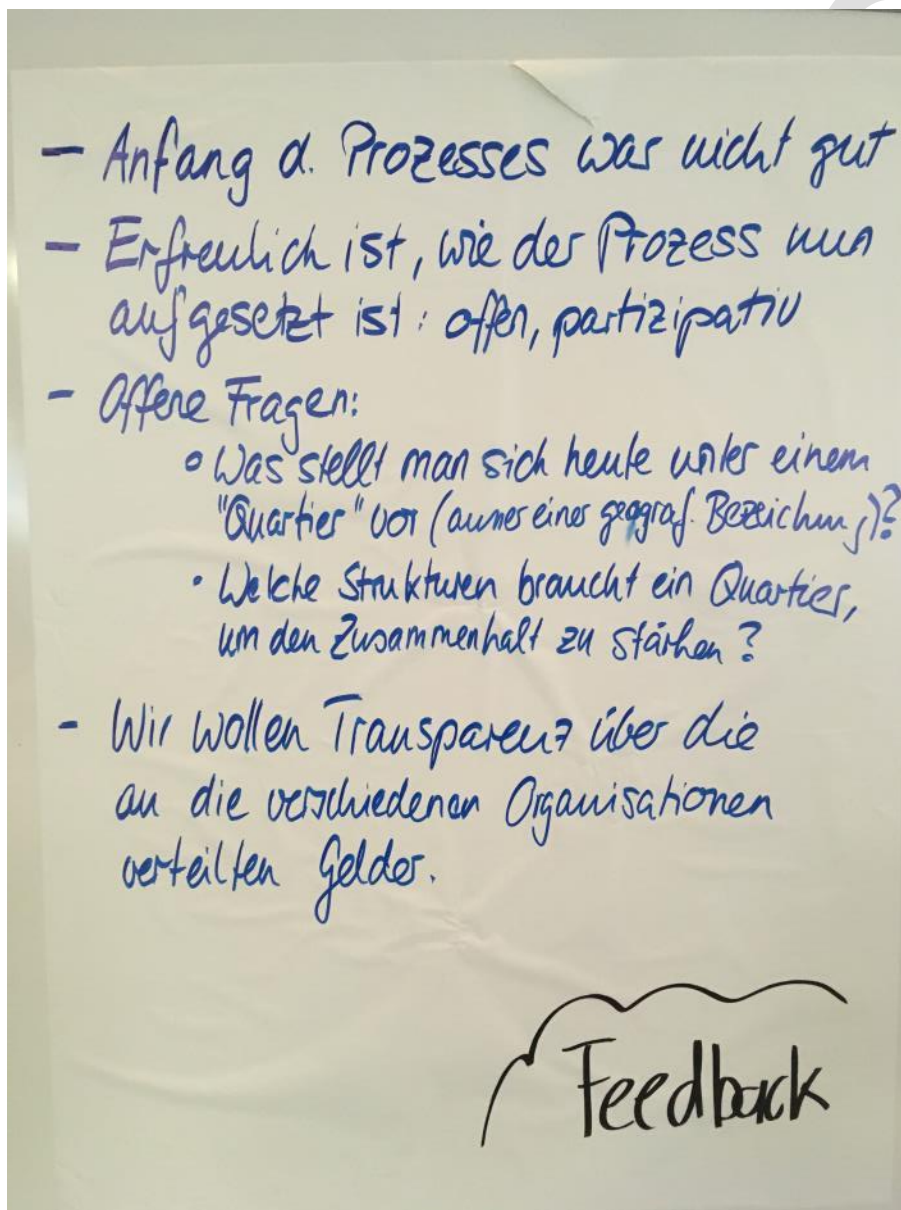 - Anfang d. Prozesses war nicht gut
- Erfreulich ist, wie der Prozess nun
aufgesetzt ist: offen, partizipativ
- Offene Fragen:
• Was stellt man sich heute unter einem
"Quartier" vor (ausser einer geograf. Bezeichnung)?
• Welche Strukturen braucht ein Quartier,
um den Zusammenhalt zu stärken?
- Wir wollen Transparenz über die
an die verschiedenen Organisationen
verteilten Gelder.
Feedback